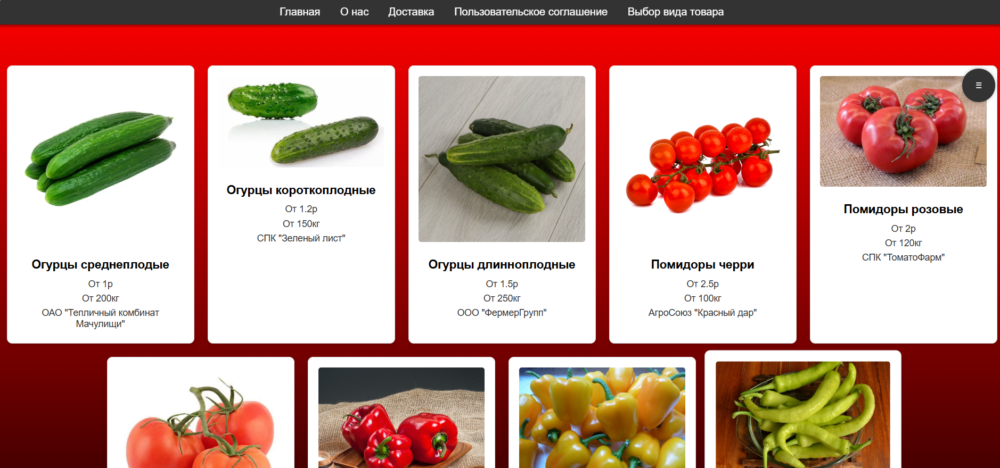 Главная О нас Доставка Пользовательское соглашение Выбор вида товара
Огурцы среднеплодые
От 1р
От 200кг
ОАО "Тепличный комбинат
Мачулищи"
Огурцы короткоплодные
От 1.2р
От 150кг
СПК "Зеленый лист"
Огурцы длинноплодные
От 1.5р
От 250кг
ООО "ФермерГрупп"
Помидоры черри
От 2.5р
От 100кг
АгроСоюз "Красный дар"
Помидоры розовые
От 2р
От 120кг
СПК "ТоматоФарм"